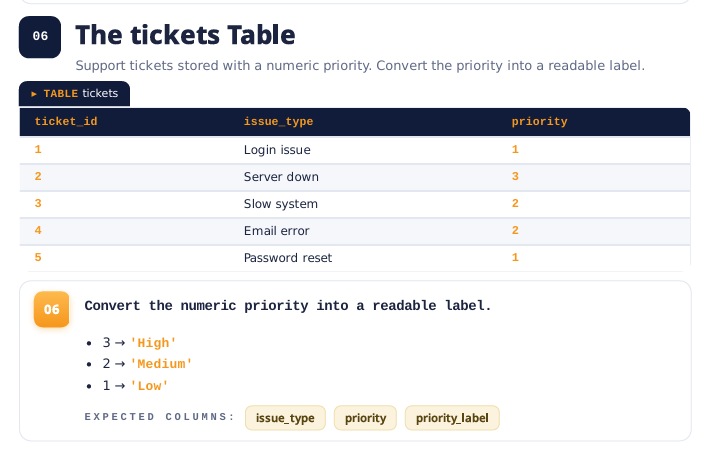 06 The tickets Table
Support tickets stored with a numeric priority. Convert the priority into a readable label.
▸ TABLE tickets
ticket_id issue_type priority
1 Login issue 1
2 Server down 3
3 Slow system 2
4 Email error 2
5 Password reset 1
06 Convert the numeric priority into a readable label.
• 3 → 'High'
• 2 → 'Medium'
• 1 → 'Low'
EXPECTED COLUMNS: issue_type priority priority_label